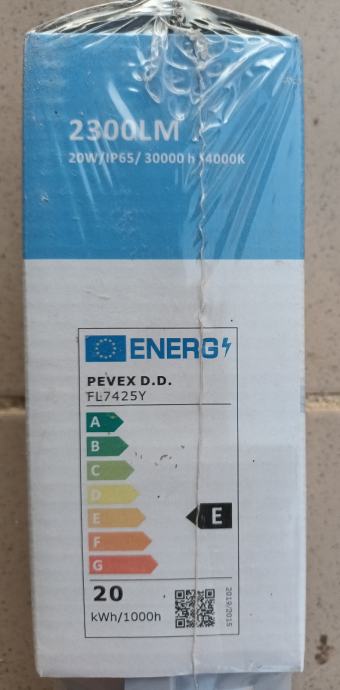 2300LM
20W/IP65/ 30000 h /4000K
ENERG
PEVEX D.D.
FL7425Y
A
B
C
D
E
E
F
G
20
kWh/1000h
2019/2015